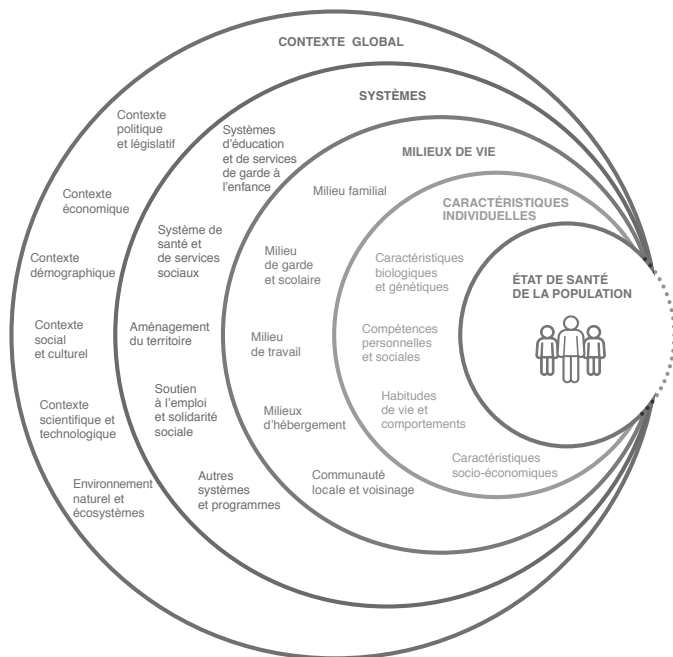 CONTEXTE GLOBAL
Contexte
politique
et législatif
Contexte
économique
Contexte
démographique
Contexte
social
et culturel
Contexte
scientifique et
technologique
Environnement
naturel et
écosystèmes
SYSTÈMES
Systèmes
d'éducation
et de services
de garde à
l'enfance
Système de
santé et
de services
sociaux
Aménagement
du territoire
Soutien
à l'emploi
et solidarité
sociale
Autres
systèmes
et programmes
MILIEUX DE VIE
Milieu familial
Milieu
de garde
et scolaire
Milieu
de travail
Milieux
d'hébergement
Communauté
locale et voisinage
CARACTÉRISTIQUES
INDIVIDUELLES
Caractéristiques
biologiques
et génétiques
Compétences
personnelles
et sociales
Habitudes
de vie et
comportements
Caractéristiques
socio-économiques
ÉTAT DE SANTÉ
DE LA POPULATION